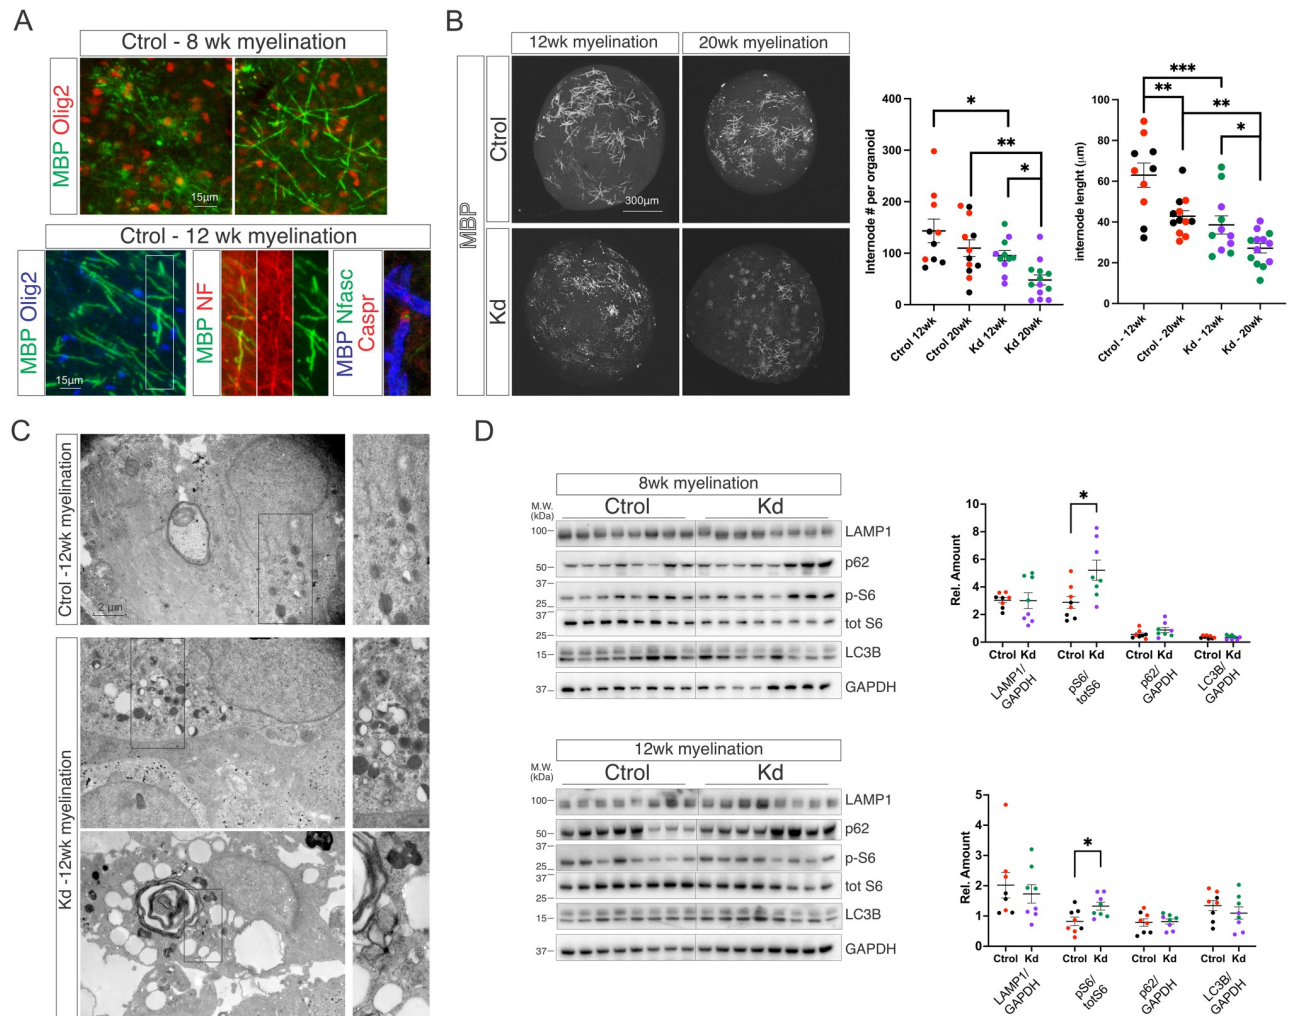 A
Ctrol - 8 wk myelination
MBP Olig2
15µm
Ctrol - 12 wk myelination
MBP Olig2
15µm
MBP NF
MBP Nfasc
Caspr
B
12wk myelination
20wk myelination
MBP
Ctrol
300µm
Kd
Internode # per organoid
400
300
200
100
0
*
**
*
Ctrol 12wk
Ctrol 20wk
Kd 12wk
Kd 20wk
internode lenght (µm)
100
80
60
40
20
0
***
**
**
*
Ctrol - 12wk
Ctrol - 20wk
Kd - 12wk
Kd - 20wk
C
Ctrol -12wk myelination
2 µm
Kd -12wk myelination
D
8wk myelination
M.W.
(kDa)
Ctrol
Kd
100
LAMP1
50
p62
37
25
p-S6
37
25
tot S6
15
LC3B
37
GAPDH
Rel. Amount
10
8
6
4
2
0
*
Ctrol Kd
Ctrol Kd
Ctrol Kd
Ctrol Kd
LAMP1/
GAPDH
pS6/
totS6
p62/
GAPDH
LC3B/
GAPDH
12wk myelination
M.W.
(kDa)
Ctrol
Kd
100
LAMP1
50
p62
37
25
p-S6
37
25
tot S6
15
LC3B
37
GAPDH
Rel. Amount
5
4
3
2
1
0
*
Ctrol Kd
Ctrol Kd
Ctrol Kd
Ctrol Kd
LAMP1/
GAPDH
pS6/
totS6
p62/
GAPDH
LC3B/
GAPDH